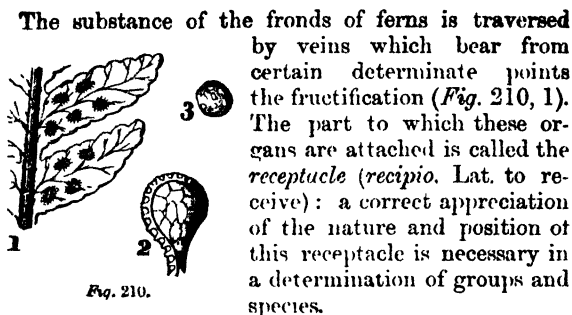 The substance of the fronds of ferns is traversed
by veins which bear from
certain determinate points
the fructification (Fig. 210, 1).
The part to which these or-
gans are attached is called the
receptacle (recipio, Lat. to re-
ceive): a correct appreciation
of the nature and position of
this receptacle is necessary in
a determination of groups and
species.
3
1
2
Fig. 210.